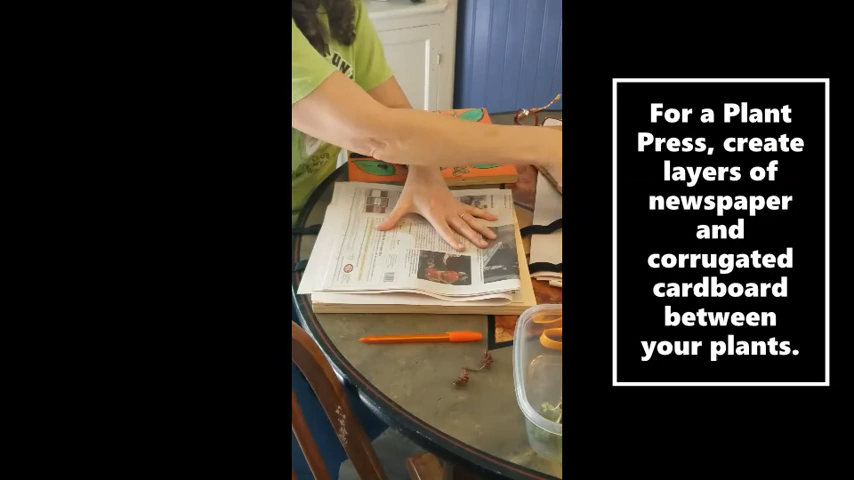 For a Plant
Press, create
layers of
newspaper
and
corrugated
cardboard
between
your plants.